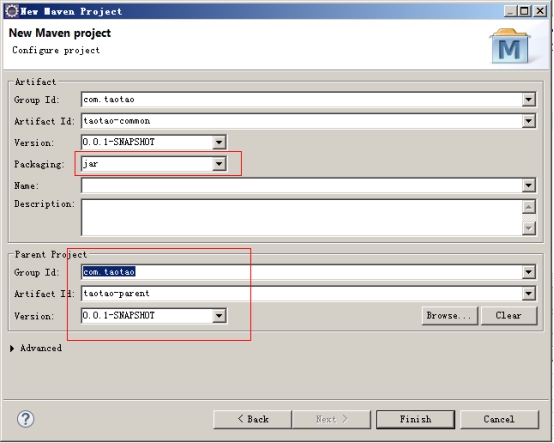 New Maven Project
New Maven project
Configure project
M
Artifact
Group Id: com.taotao
Artifact Id: taotao-common
Version: 0.0.1-SNAPSHOT
Packaging: jar
Name:
Description:
Parent Project
Group Id: com.taotao
Artifact Id: taotao-parent
Version: 0.0.1-SNAPSHOT Browse... Clear
Advanced
? < Back Next > Finish Cancel